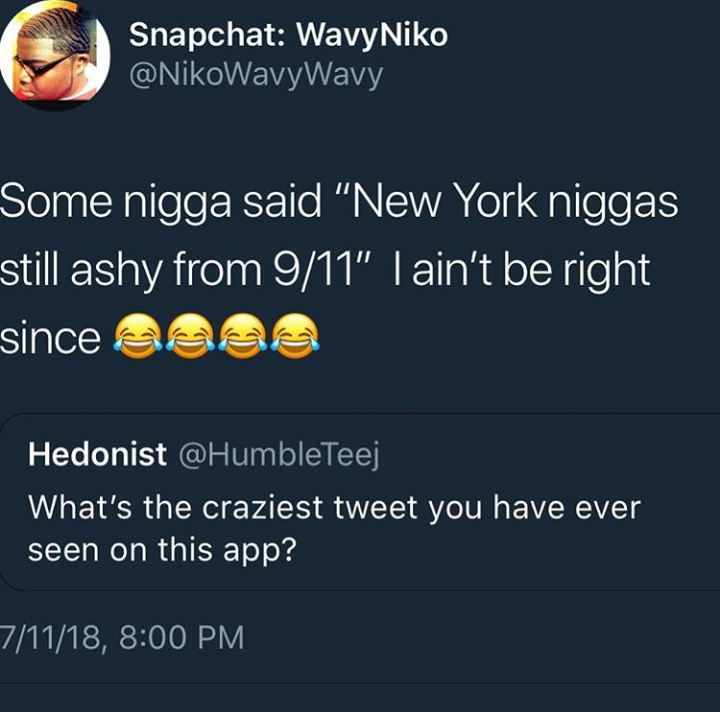 Snapchat: WavyNiko
@NikoWavyWavy
Some nigga said "New York niggas
still ashy from 9/11"  I ain't be right
since 😂😂😂😂
Hedonist @HumbleTeej
What's the craziest tweet you have ever
seen on this app?
7/11/18, 8:00 PM